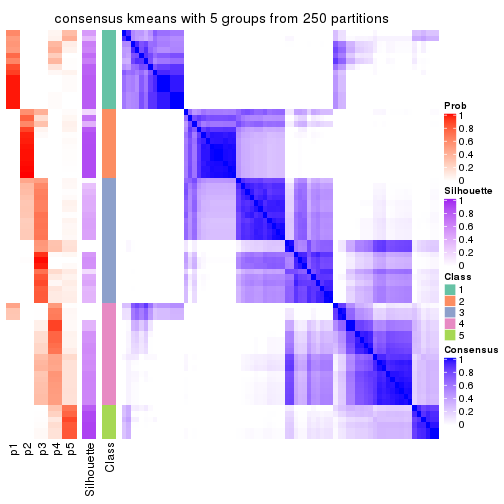 consensus kmeans with 5 groups from 250 partitions
Prob
1
0.8
0.6
0.4
0.2
0
Silhouette
1
0.8
0.6
0.4
0.2
0
Class
1
2
3
4
5
Consensus
1
0.8
0.6
0.4
0.2
0
p1
p2
p3
p4
p5
Silhouette
Class